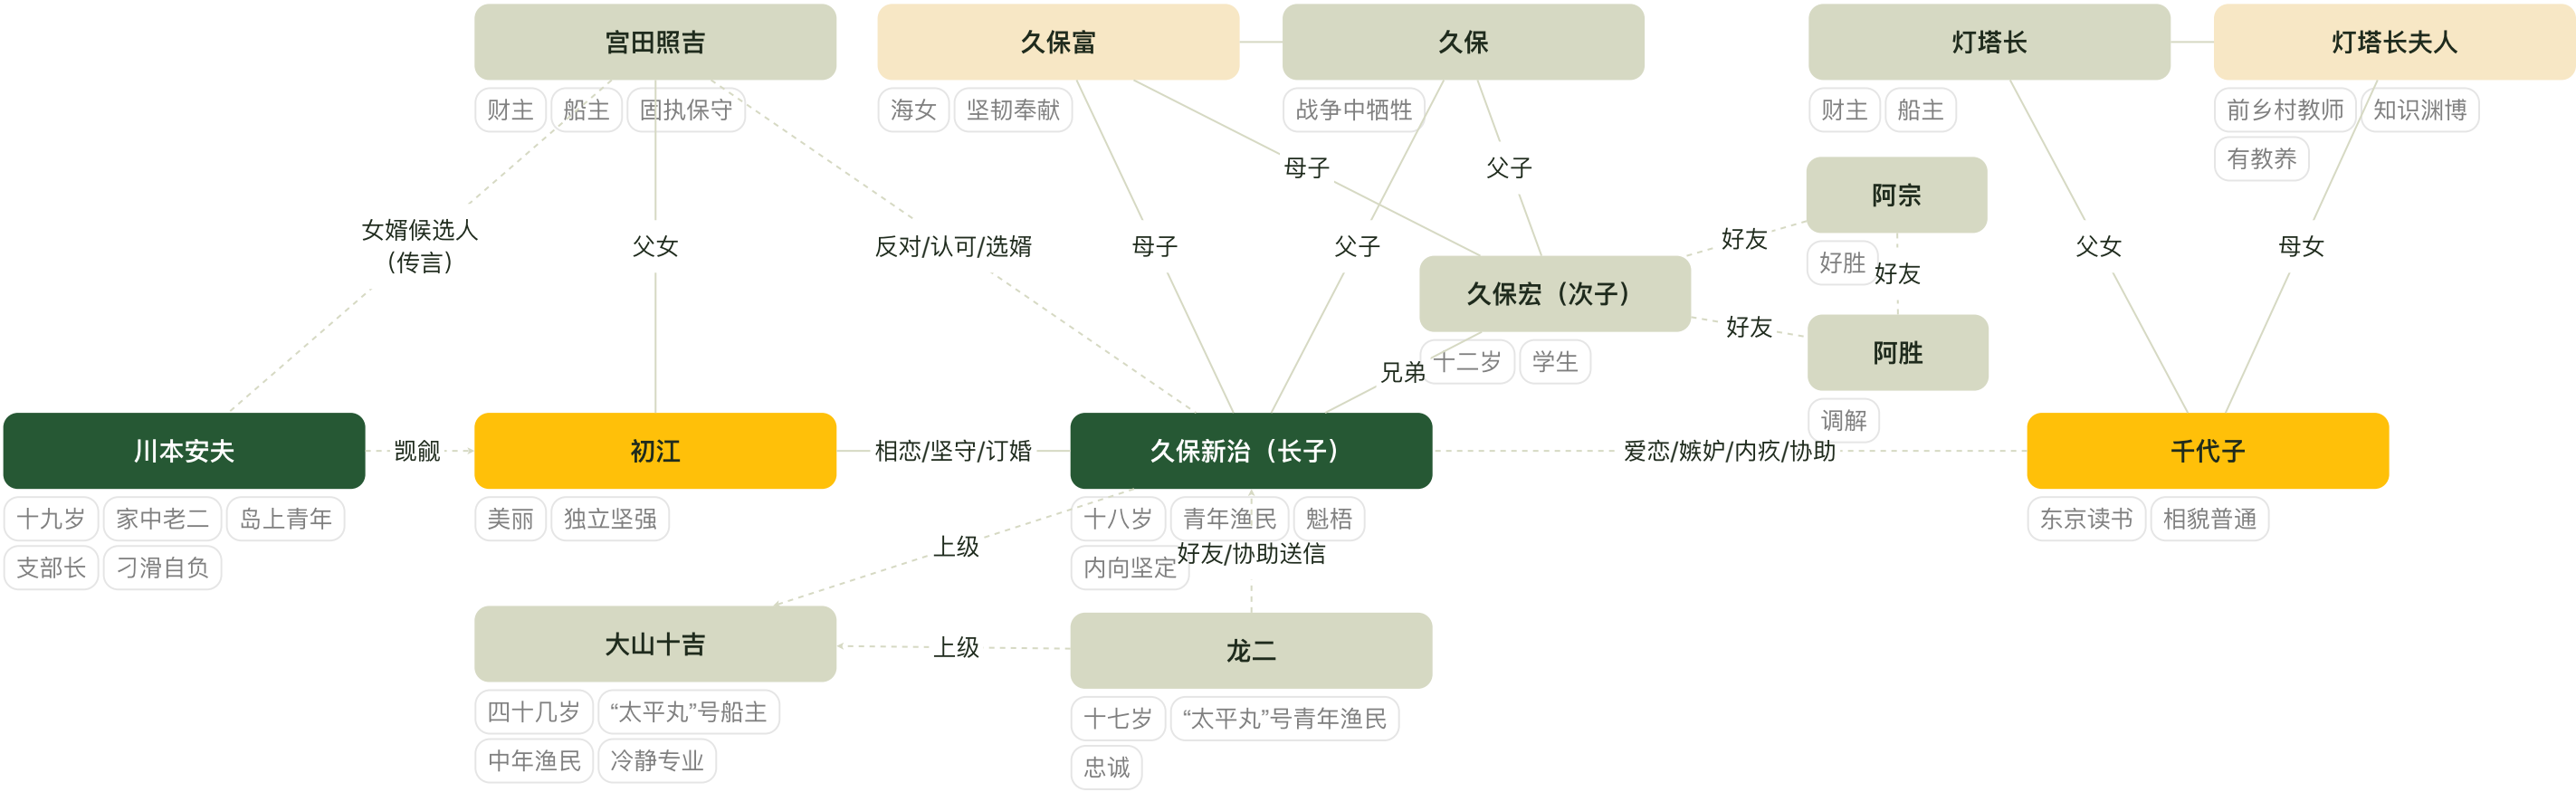 宫田照吉
久保富
久保
灯塔长
灯塔长夫人
财主
船主
固执保守
海女
坚韧奉献
战争中牺牲
财主
船主
前乡村教师
知识渊博
有教养
母子
父子
阿宗
好胜
女婿候选人
（传言）
父女
反对/认可/选婿
母子
父子
好友
好友
父女
母女
久保宏（次子）
好友
阿胜
调解
兄弟
十二岁
学生
川本安夫
觊觎
初江
相恋/坚守/订婚
久保新治（长子）
爱恋/嫉妒/内疚/协助
千代子
十九岁
家中老二
岛上青年
支部长
刁滑自负
美丽
独立坚强
十八岁
青年渔民
魁梧
内向坚定
东京读书
相貌普通
上级
好友/协助送信
大山十吉
上级
龙二
四十几岁
“太平丸”号船主
中年渔民
冷静专业
十七岁
“太平丸”号青年渔民
忠诚